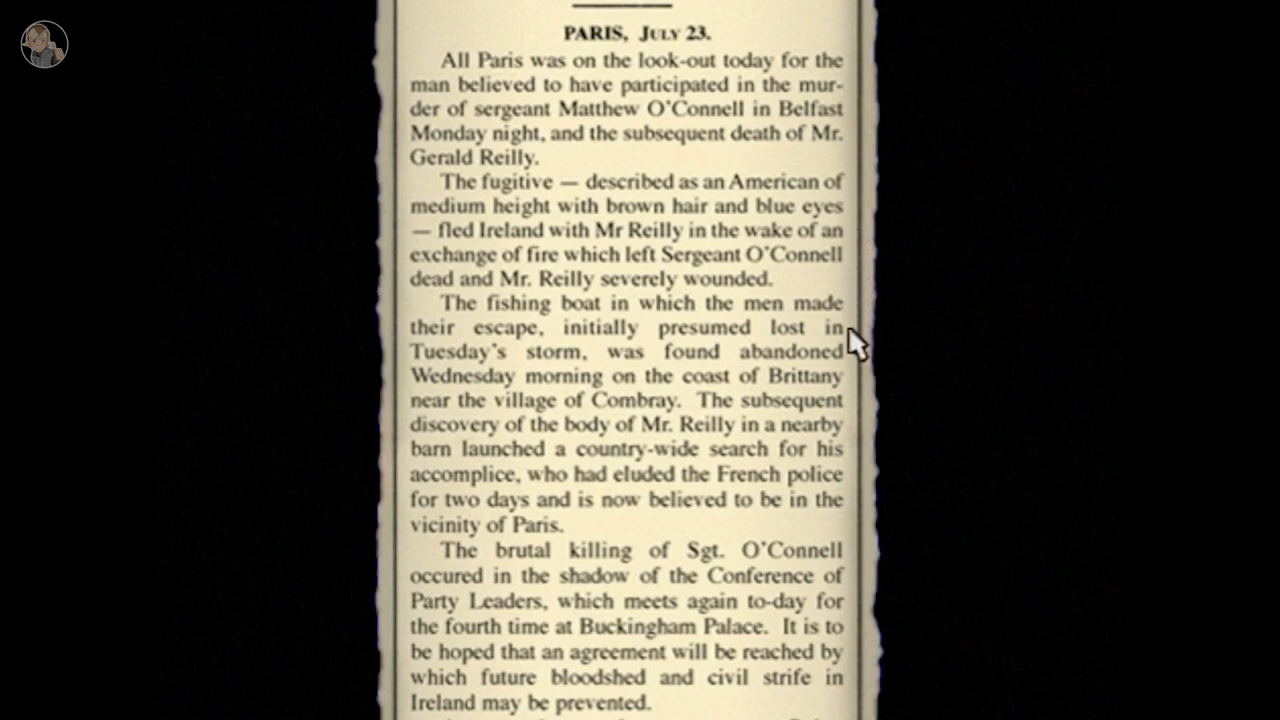 PARIS, JULY 23.
All Paris was on the look-out today for the
man believed to have participated in the mur-
der of sergeant Matthew O'Connell in Belfast
Monday night, and the subsequent death of Mr.
Gerald Reilly.
The fugitive — described as an American of
medium height with brown hair and blue eyes
— fled Ireland with Mr Reilly in the wake of an
exchange of fire which left Sergeant O'Connell
dead and Mr. Reilly severely wounded.
The fishing boat in which the men made
their escape, initially presumed lost in
Tuesday's storm, was found abandoned
Wednesday morning on the coast of Brittany
near the village of Combray. The subsequent
discovery of the body of Mr. Reilly in a nearby
barn launched a country-wide search for his
accomplice, who had eluded the French police
for two days and is now believed to be in the
vicinity of Paris.
The brutal killing of Sgt. O'Connell
occured in the shadow of the Conference of
Party Leaders, which meets again to-day for
the fourth time at Buckingham Palace. It is to
be hoped that an agreement will be reached by
which future bloodshed and civil strife in
Ireland may be prevented.